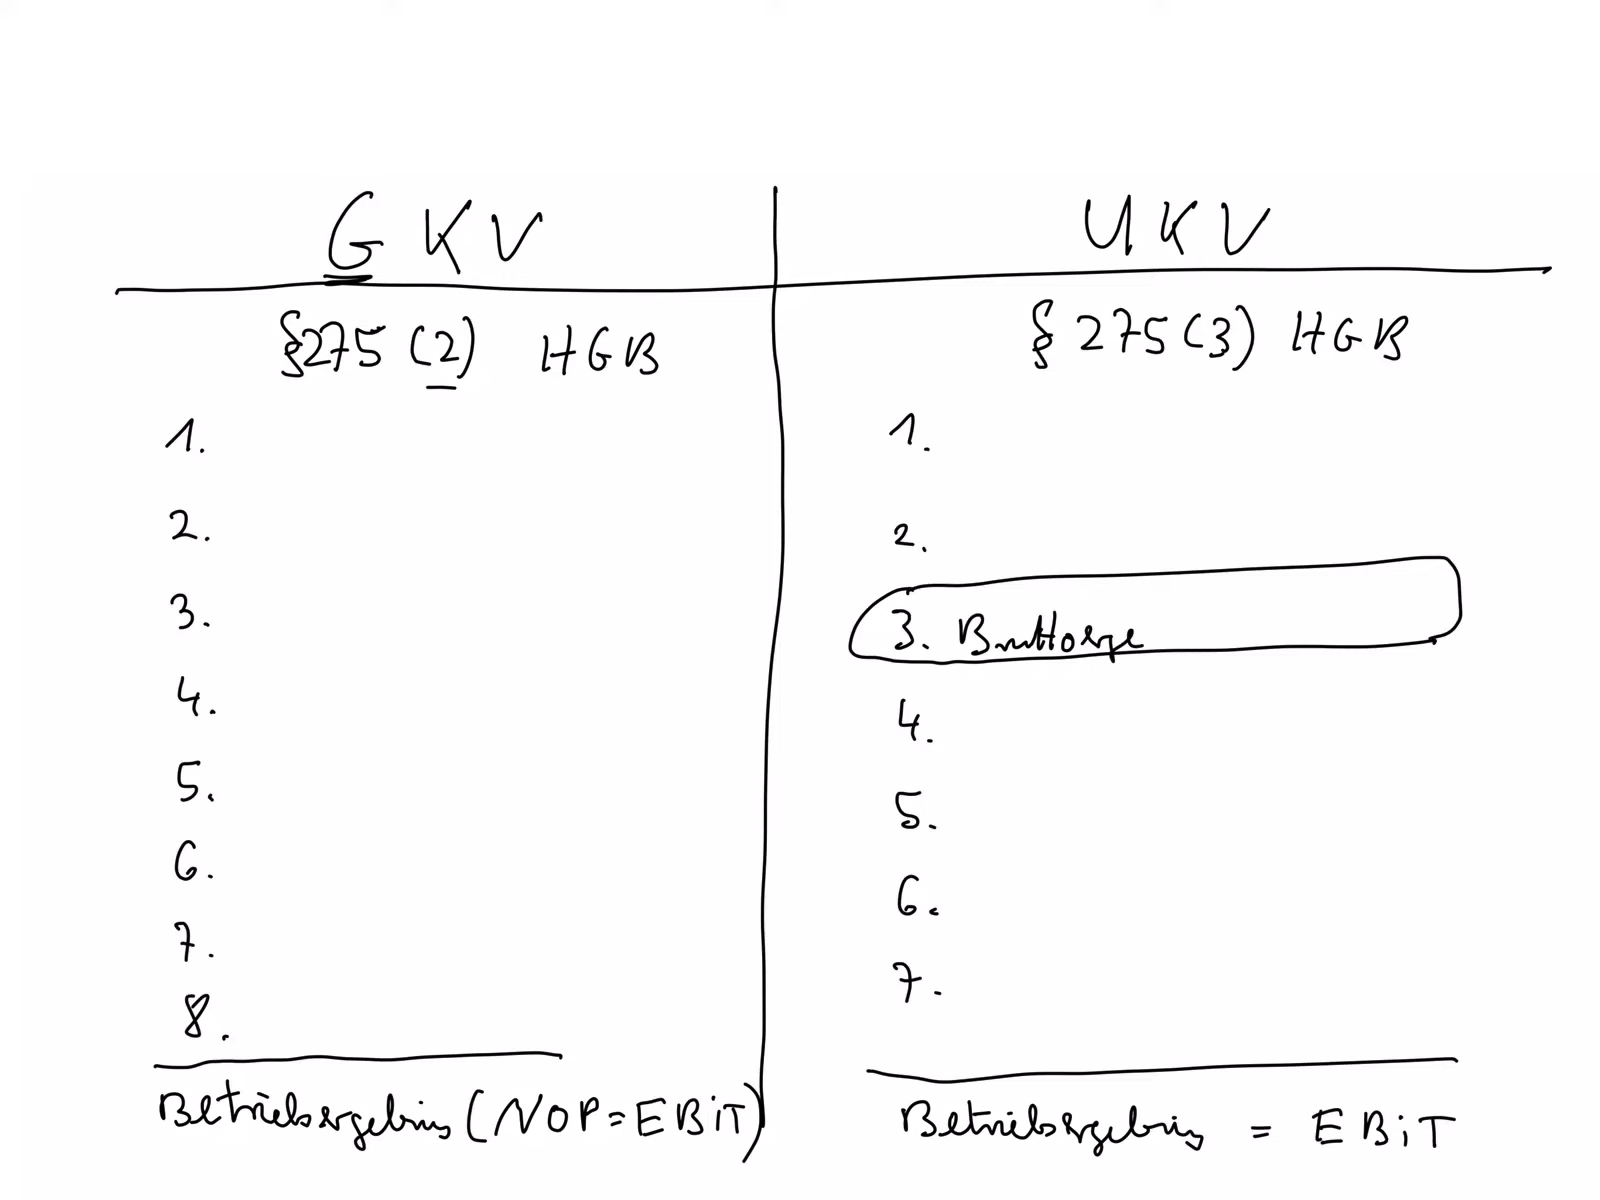 GKV
§275 (2) HGB
1.
2.
3.
4.
5.
6.
7.
8.
Betriebsergebnis (NOP = EBiT)
UKV
§ 275 (3) HGB
1.
2.
3. Bruttoerge
4.
5.
6.
7.
Betriebsergebnis = EBiT